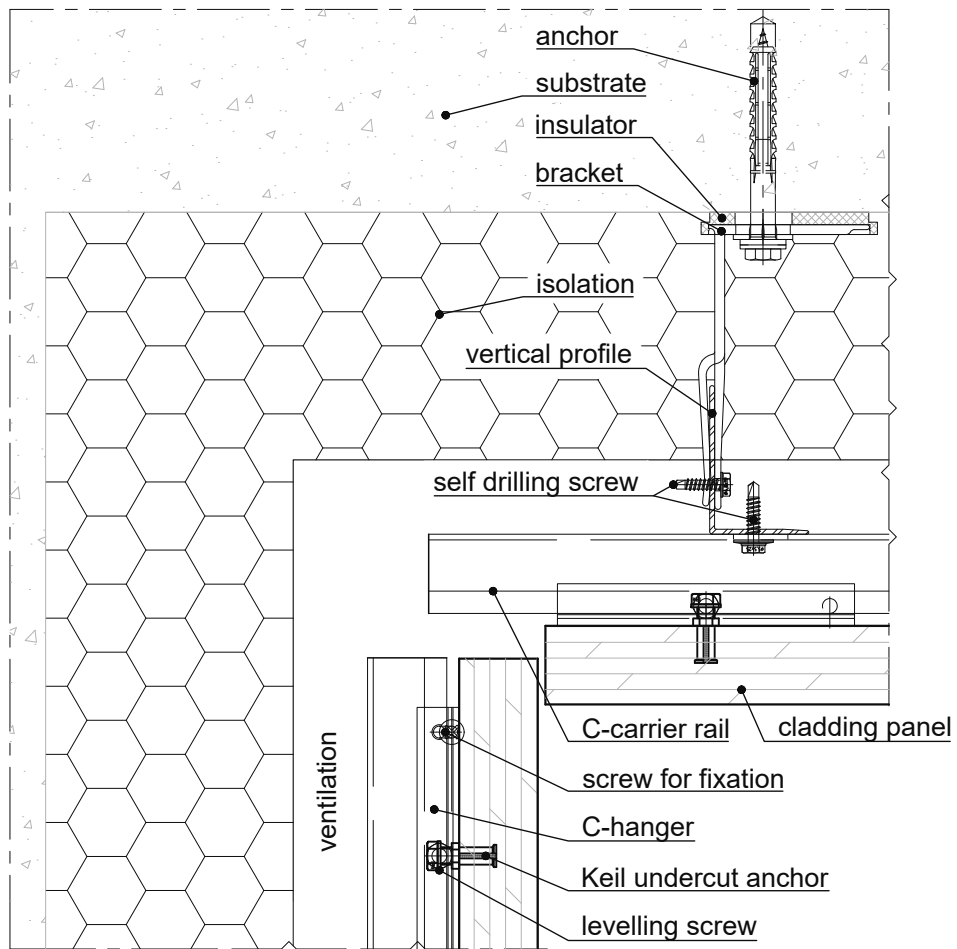 anchor
substrate
insulator
bracket
isolation
vertical profile
self drilling screw
C-carrier rail
cladding panel
screw for fixation
C-hanger
Keil undercut anchor
levelling screw
ventilation